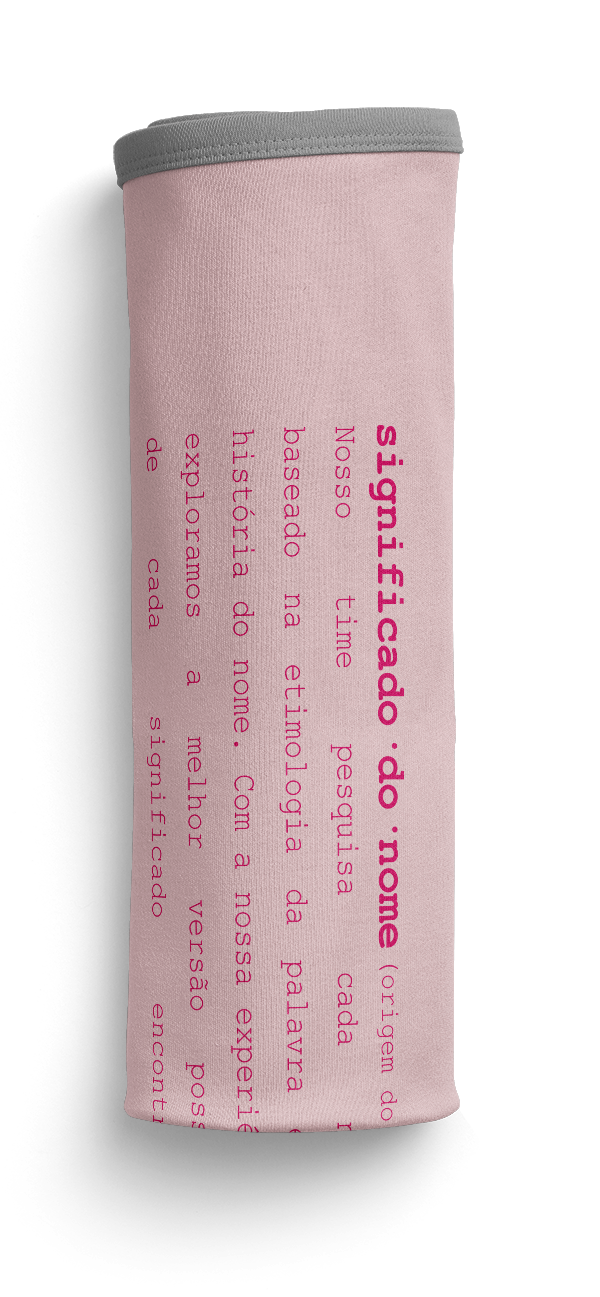 significado·do·nome (origem do
Nosso time pesquisa cada
baseado na etimologia da palavra e
história do nome. Com a nossa experiê
exploramos a melhor versão poss
de cada significado encontr